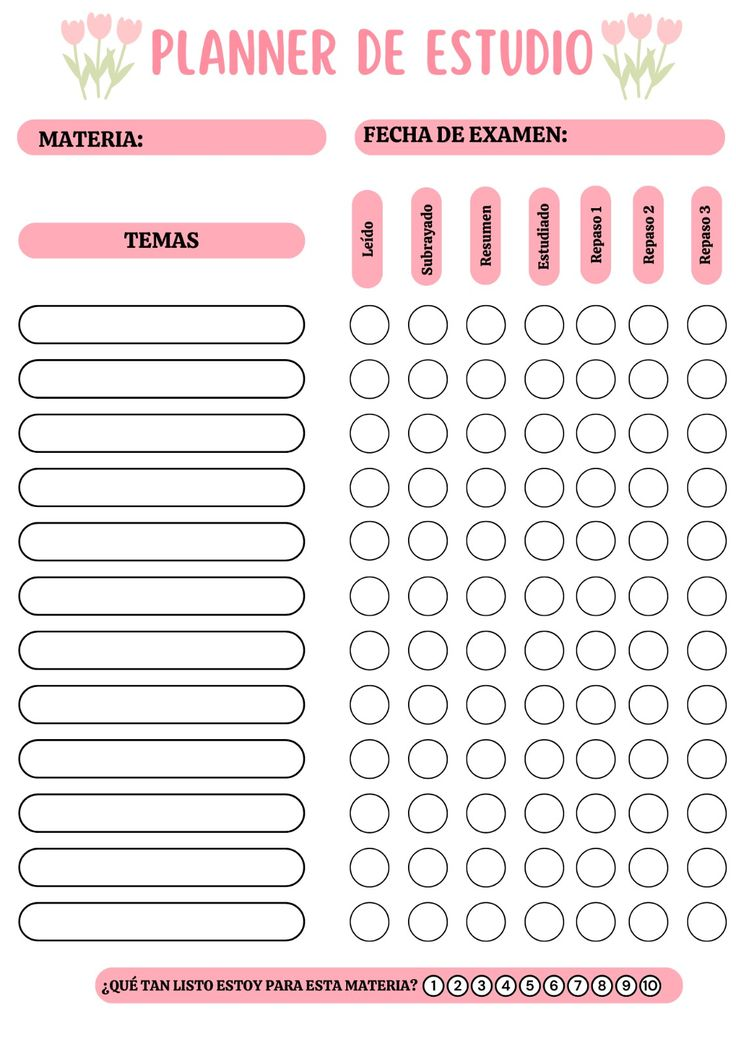 PLANNER DE ESTUDIO
MATERIA:
FECHA DE EXAMEN:
TEMAS
Leído
Subrayado
Resumen
Estudiado
Repaso 1
Repaso 2
Repaso 3
¿QUÉ TAN LISTO ESTOY PARA ESTA MATERIA? 1 2 3 4 5 6 7 8 9 10